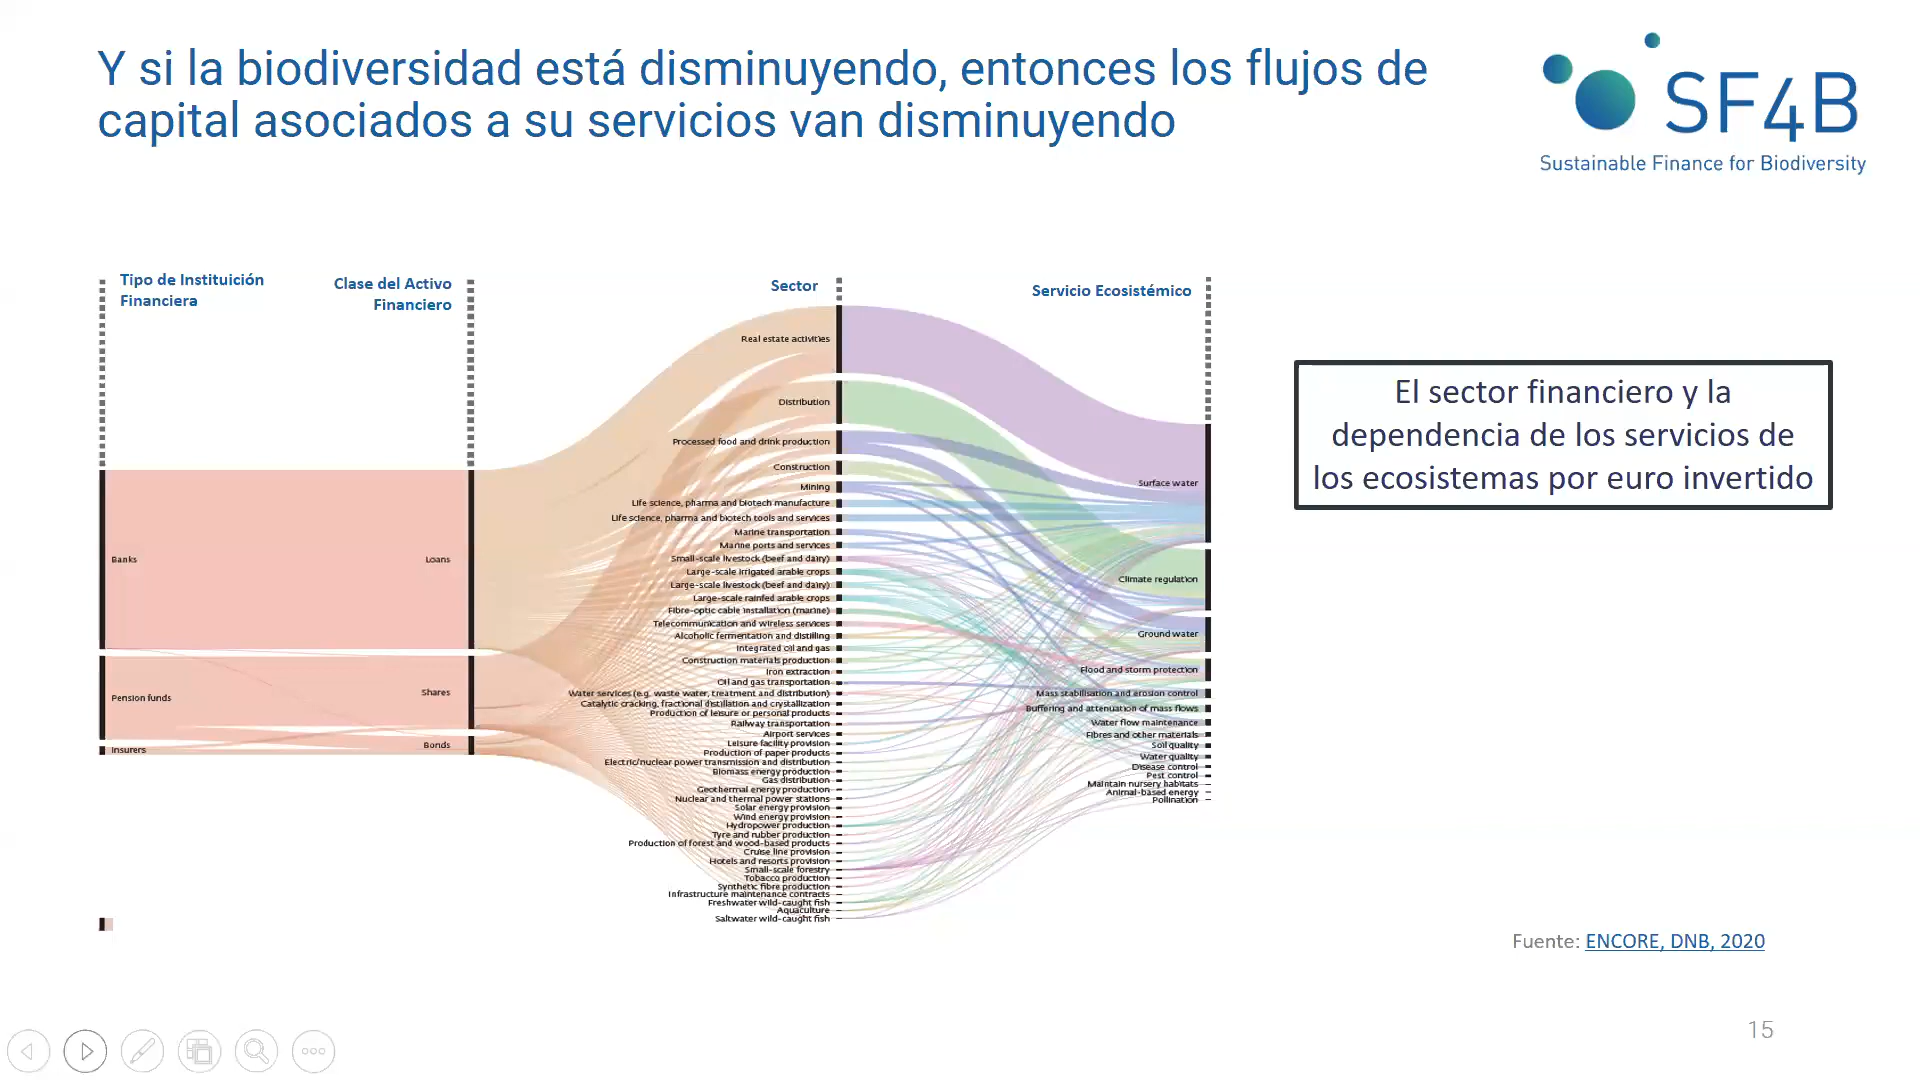 Y si la biodiversidad está disminuyendo, entonces los flujos de
capital asociados a su servicios van disminuyendo
SF4B
Sustainable Finance for Biodiversity
Tipo de Instituición
Financiera
Clase del Activo
Financiero
Sector
Servicio Ecosistémico
Banks
Pension funds
Insurers
Loans
Shares
Bonds
Real estate activities
Distribution
Processed food and drink production
Construction
Mining
Life science, pharma and biotech manufacture
Life science, pharma and biotech tools and services
Marine transportation
Marine ports and services
Small-scale livestock (beef and dairy)
Large-scale irrigated arable crops
Large-scale livestock (beef and dairy)
Large-scale rainfed arable crops
Fibre-optic cable installation (marine)
Telecommunication and wireless services
Alcoholic fermentation and distilling
Integrated oil and gas
Construction materials production
Iron extraction
Oil and gas transportation
Water services (e.g. waste water, treatment and distribution)
Catalytic cracking, fractional distillation and crystallization
Production of leisure or personal products
Railway transportation
Airport services
Leisure facility provision
Production of paper products
Electric/nuclear power transmission and distribution
Biomass energy production
Gas distribution
Geothermal energy production
Nuclear and thermal power stations
Solar energy provision
Wind energy provision
Hydropower production
Tyre and rubber production
Production of forest and wood-based products
Cruise line provision
Hotels and resorts provision
Small-scale forestry
Tobacco production
Synthetic fibre production
Infrastructure maintenance contracts
Freshwater wild-caught fish
Aquaculture
Saltwater wild-caught fish
Surface water
Climate regulation
Ground water
Flood and storm protection
Mass stabilisation and erosion control
Buffering and attenuation of mass flows
Water flow maintenance
Fibres and other materials
Soil quality
Water quality
Disease control
Pest control
Maintain nursery habitats
Animal-based energy
Pollination
El sector financiero y la
dependencia de los servicios de
los ecosistemas por euro invertido
Fuente: ENCORE, DNB, 2020
15